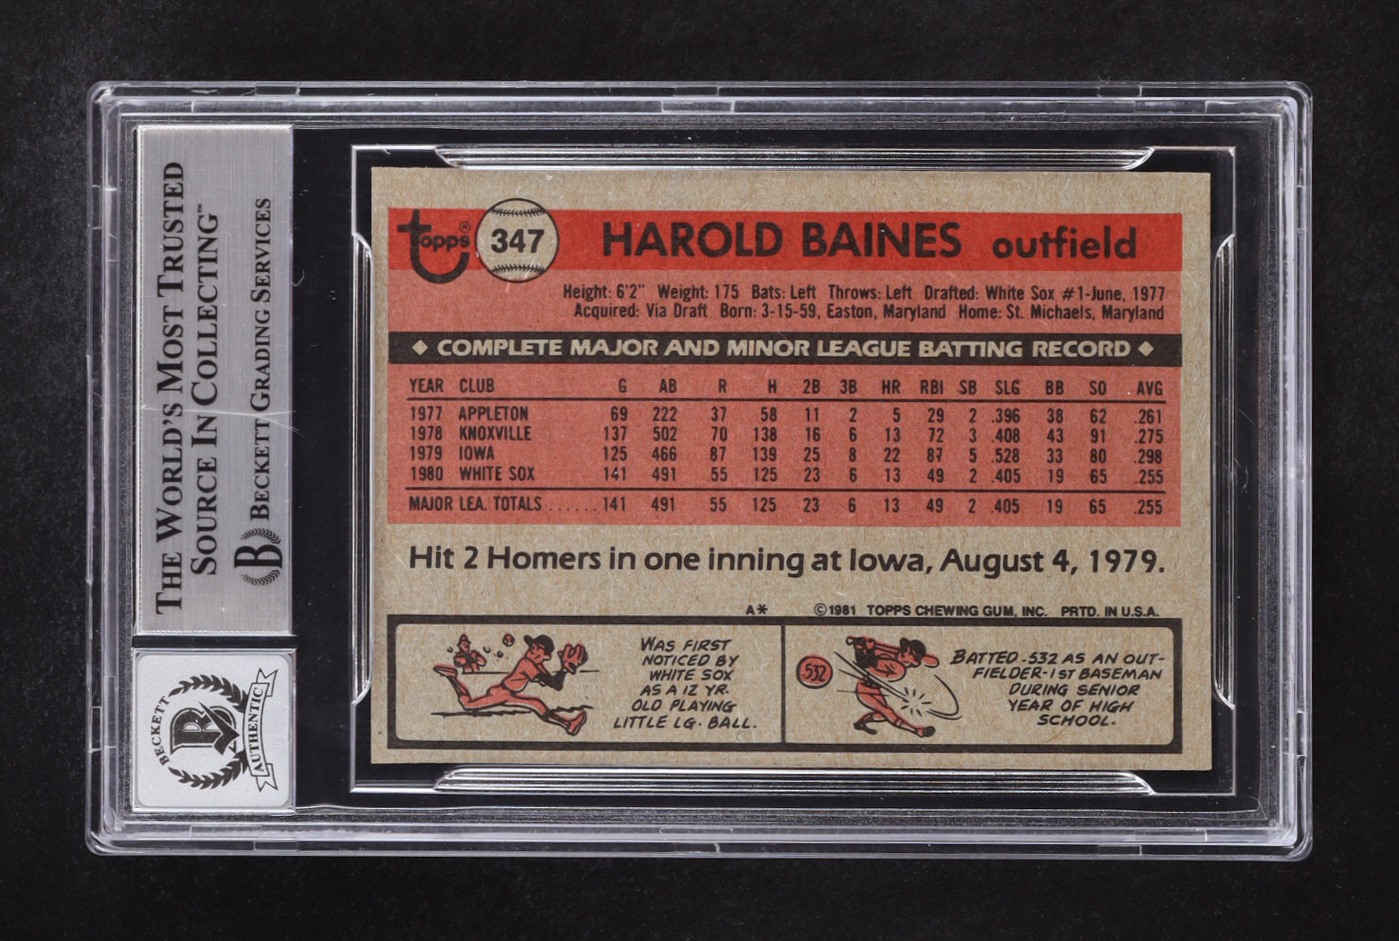 THE WORLD'S MOST TRUSTED
SOURCE IN COLLECTING™
BECKETT GRADING SERVICES
B
BECKETT
B
AUTHENTIC
topps®
347
HAROLD BAINES outfield
Height: 6'2" Weight: 175 Bats: Left Throws: Left Drafted: White Sox #1-June, 1977
Acquired: Via Draft Born: 3-15-59, Easton, Maryland Home: St. Michaels, Maryland
◆ COMPLETE MAJOR AND MINOR LEAGUE BATTING RECORD ◆
YEAR CLUB G AB R H 2B 3B HR RBI SB SLG BB SO AVG
1977 APPLETON 69 222 37 58 11 2 5 29 2 .396 38 62 .261
1978 KNOXVILLE 137 502 70 138 16 6 13 72 3 .408 43 91 .275
1979 IOWA 125 466 87 139 25 8 22 87 5 .528 33 80 .298
1980 WHITE SOX 141 491 55 125 23 6 13 49 2 .405 19 65 .255
MAJOR LEA. TOTALS ...... 141 491 55 125 23 6 13 49 2 .405 19 65 .255
Hit 2 Homers in one inning at Iowa, August 4, 1979.
A* ©1981 TOPPS CHEWING GUM, INC. PRTD. IN U.S.A.
WAS FIRST
NOTICED BY
WHITE SOX
AS A 12 YR.
OLD PLAYING
LITTLE LG. BALL.
.532
BATTED .532 AS AN OUT-
FIELDER-1ST BASEMAN
DURING SENIOR
YEAR OF HIGH
SCHOOL.